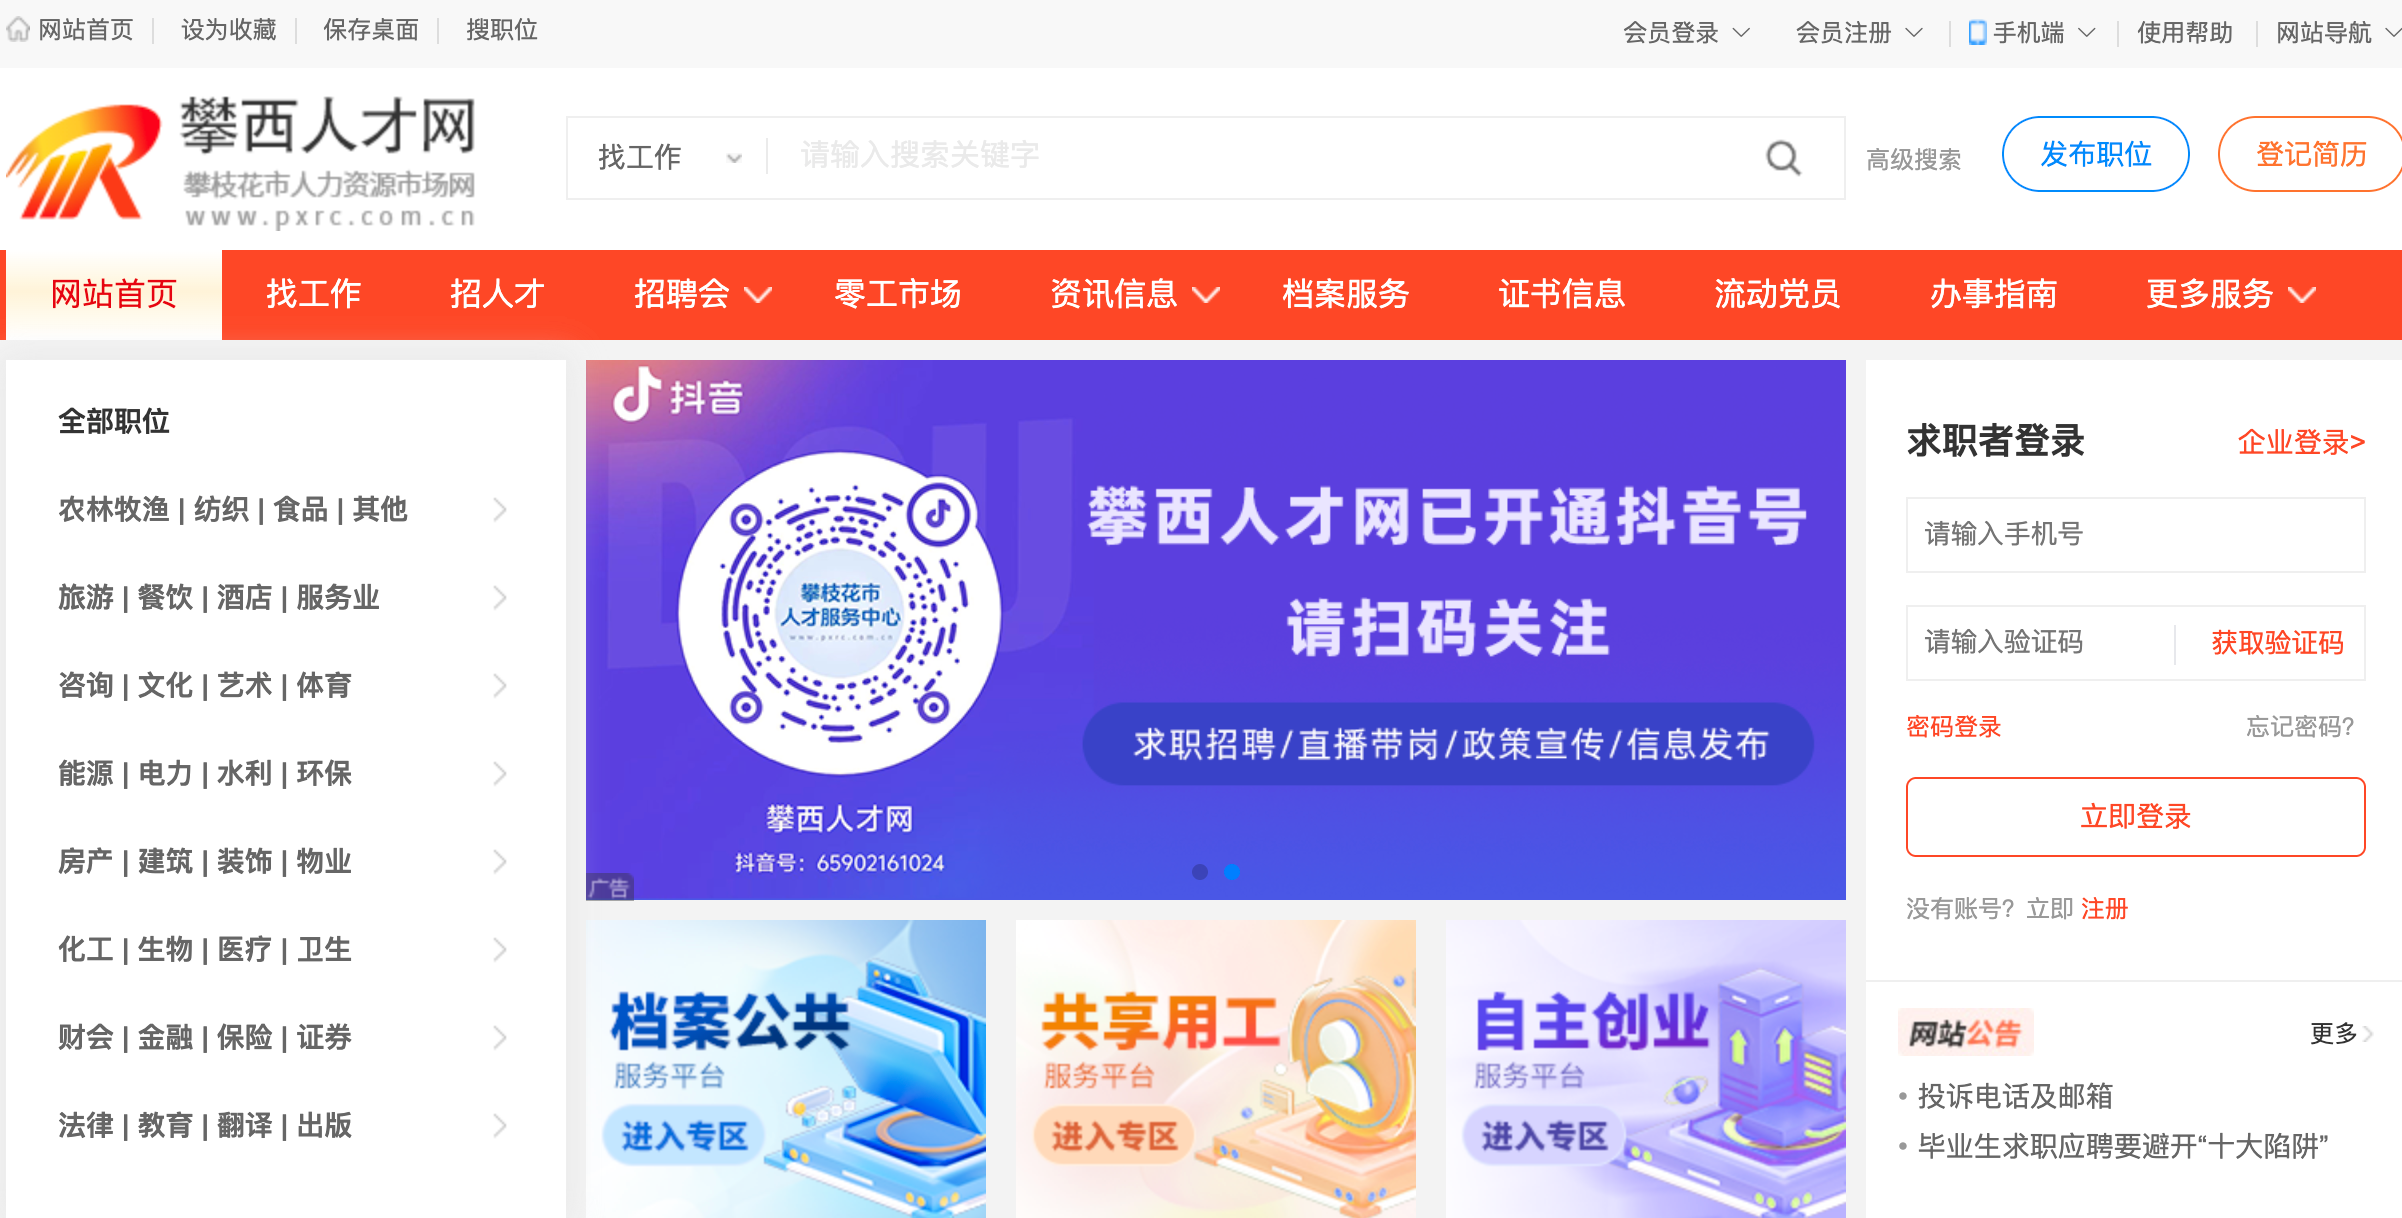 网站首页 设为收藏 保存桌面 搜职位 会员登录 会员注册 手机端 使用帮助 网站导航
攀西人才网
攀枝花市人力资源市场网
www.pxrc.com.cn
找工作 请输入搜索关键字 高级搜索 发布职位 登记简历
网站首页 找工作 招人才 招聘会 零工市场 资讯信息 档案服务 证书信息 流动党员 办事指南 更多服务
全部职位
农林牧渔 | 纺织 | 食品 | 其他
旅游 | 餐饮 | 酒店 | 服务业
咨询 | 文化 | 艺术 | 体育
能源 | 电力 | 水利 | 环保
房产 | 建筑 | 装饰 | 物业
化工 | 生物 | 医疗 | 卫生
财会 | 金融 | 保险 | 证券
法律 | 教育 | 翻译 | 出版
抖音
DOU
攀枝花市
人才服务中心
www.pxrc.com.cn
攀西人才网
抖音号：65902161024
攀西人才网已开通抖音号
请扫码关注
求职招聘/直播带岗/政策宣传/信息发布
广告
档案公共
服务平台
进入专区
共享用工
服务平台
进入专区
自主创业
服务平台
进入专区
求职者登录 企业登录>
请输入手机号
请输入验证码 获取验证码
密码登录 忘记密码?
立即登录
没有账号? 立即 注册
网站公告 更多
• 投诉电话及邮箱
• 毕业生求职应聘要避开“十大陷阱”